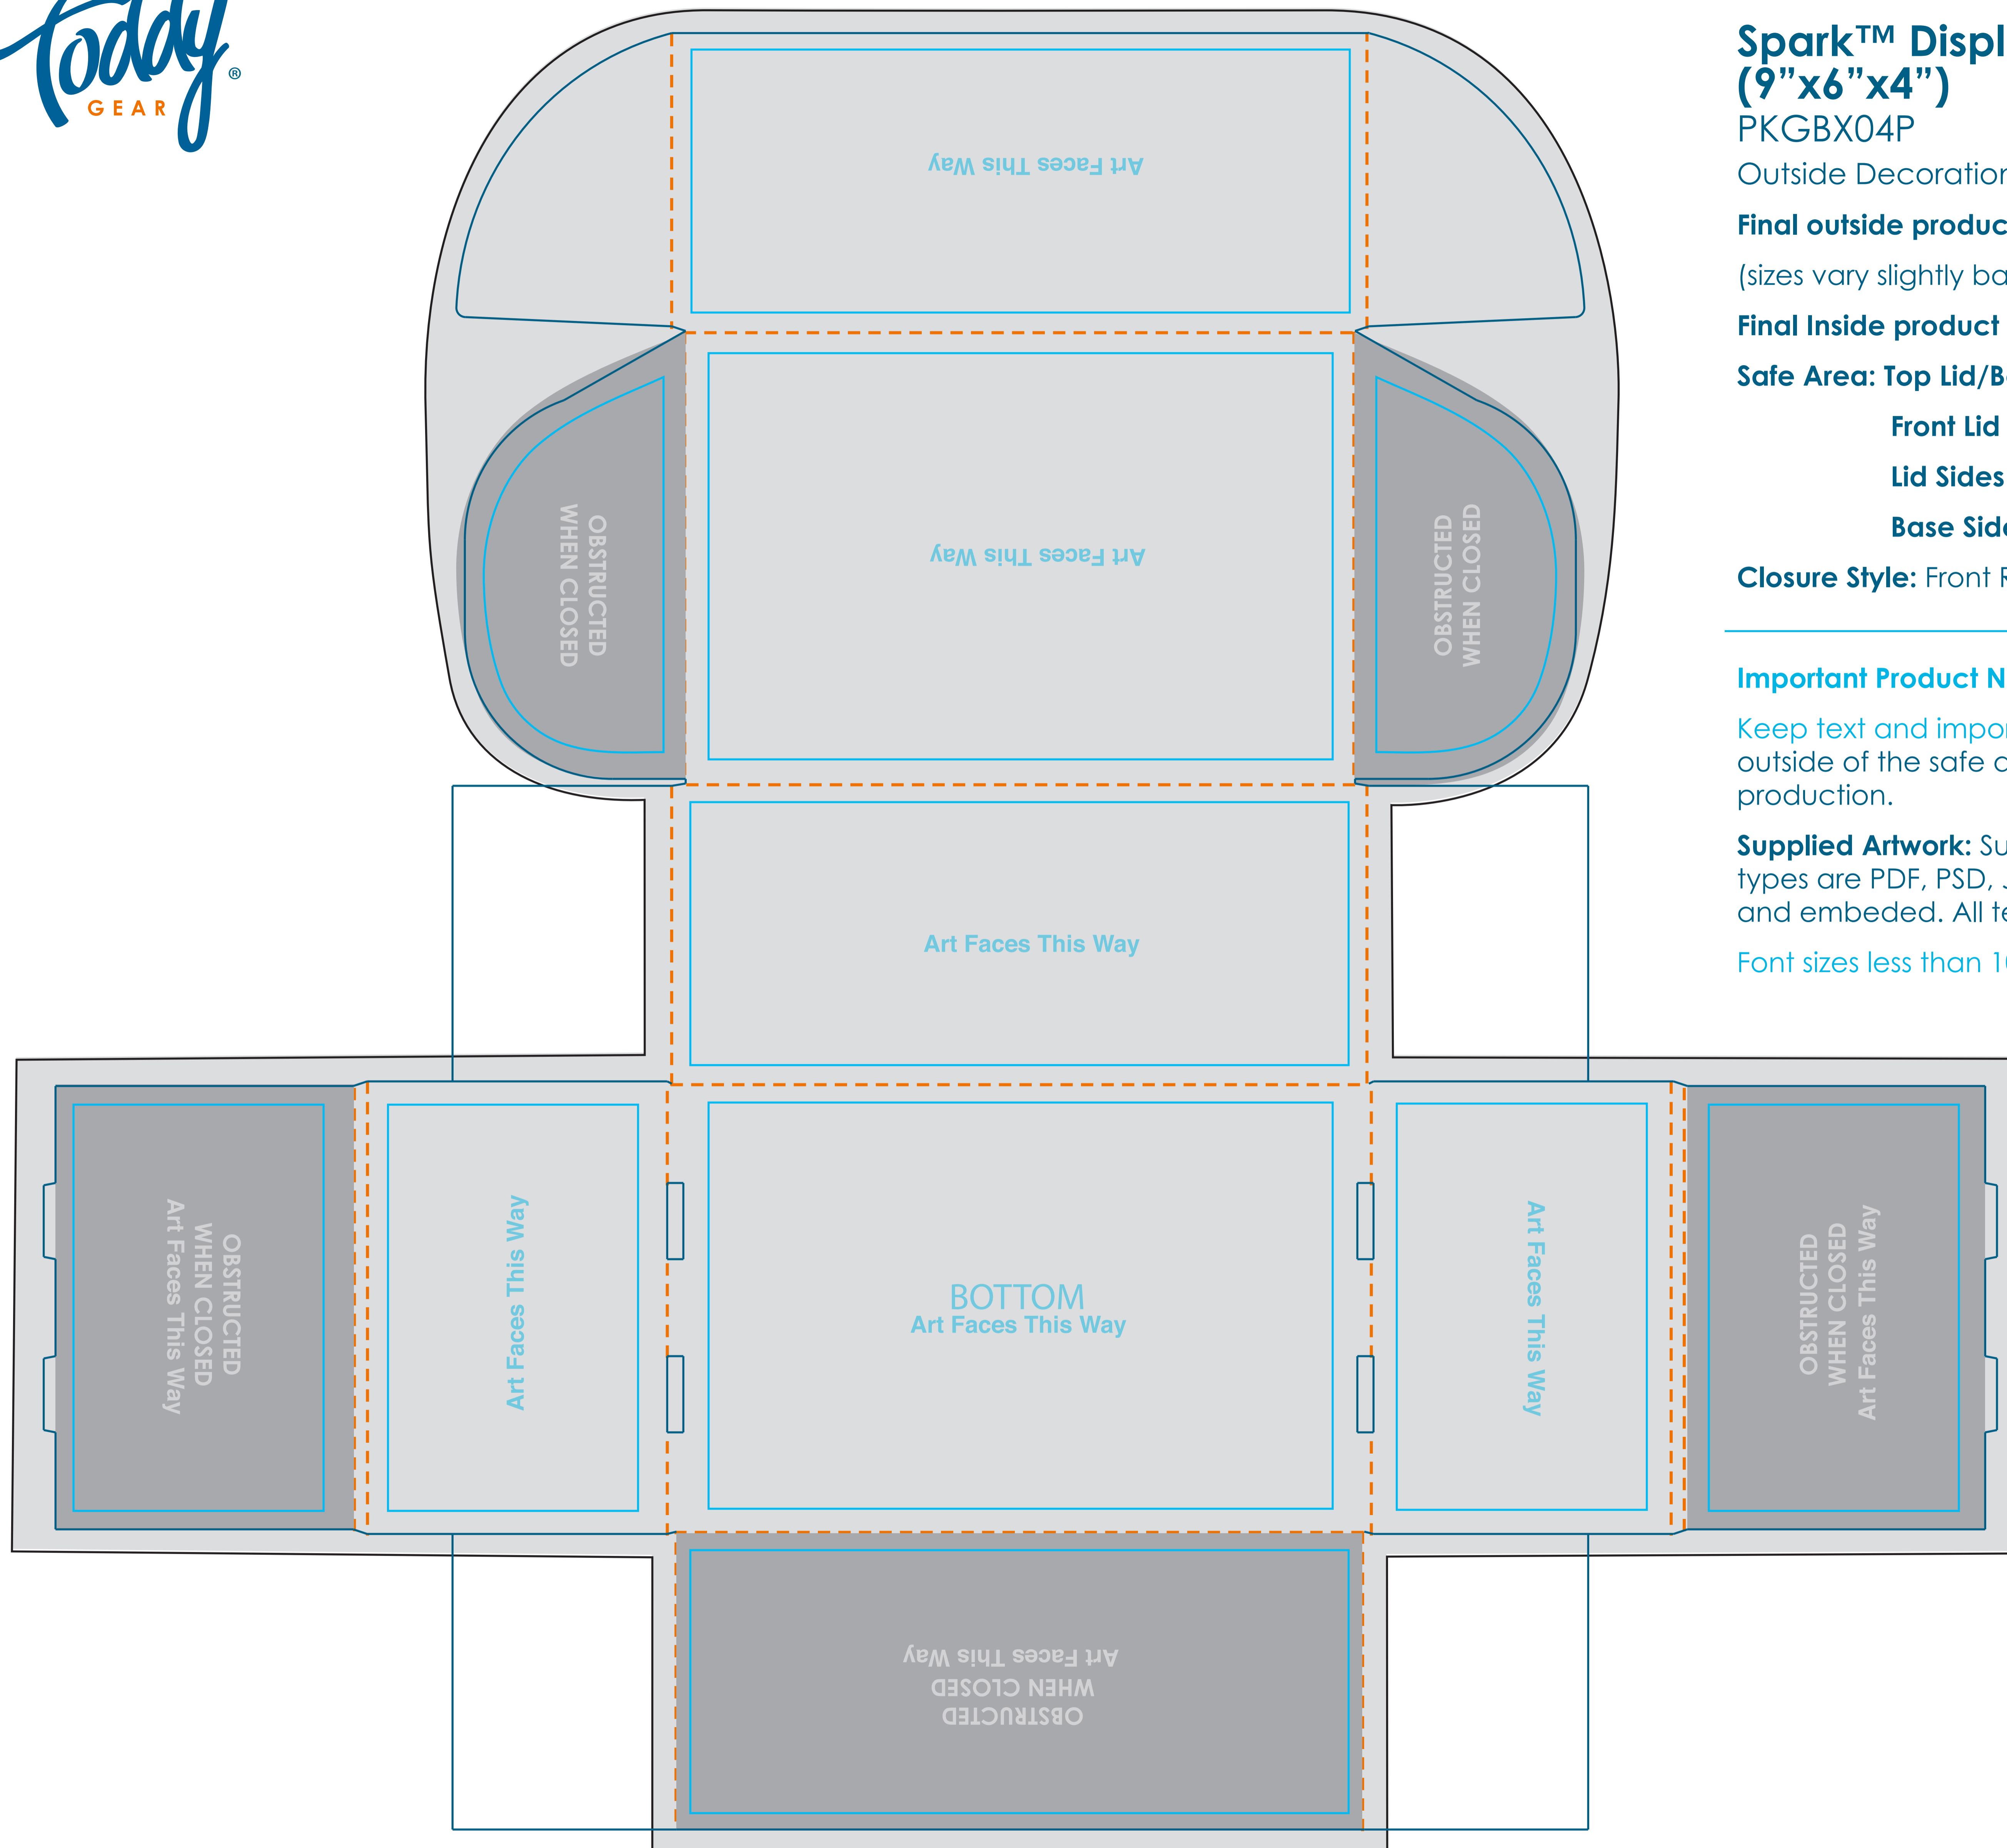 Toddy
®
GEAR
Spark™ Displ
(9”x6”x4”)
PKGBX04P
Outside Decoration
Final outside produc
(sizes vary slightly ba
Final Inside product
Safe Area: Top Lid/B
Front Lid
Lid Sides
Base Side
Closure Style: Front R
Important Product N
Keep text and impor
outside of the safe a
production.
Supplied Artwork: Su
types are PDF, PSD, J
and embeded. All te
Font sizes less than 10
Art Faces This Way
OBSTRUCTED
WHEN CLOSED
Art Faces This Way
OBSTRUCTED
WHEN CLOSED
Art Faces This Way
OBSTRUCTED
WHEN CLOSED
Art Faces This Way
Art Faces This Way
BOTTOM
Art Faces This Way
Art Faces This Way
OBSTRUCTED
WHEN CLOSED
Art Faces This Way
OBSTRUCTED
WHEN CLOSED
Art Faces This Way